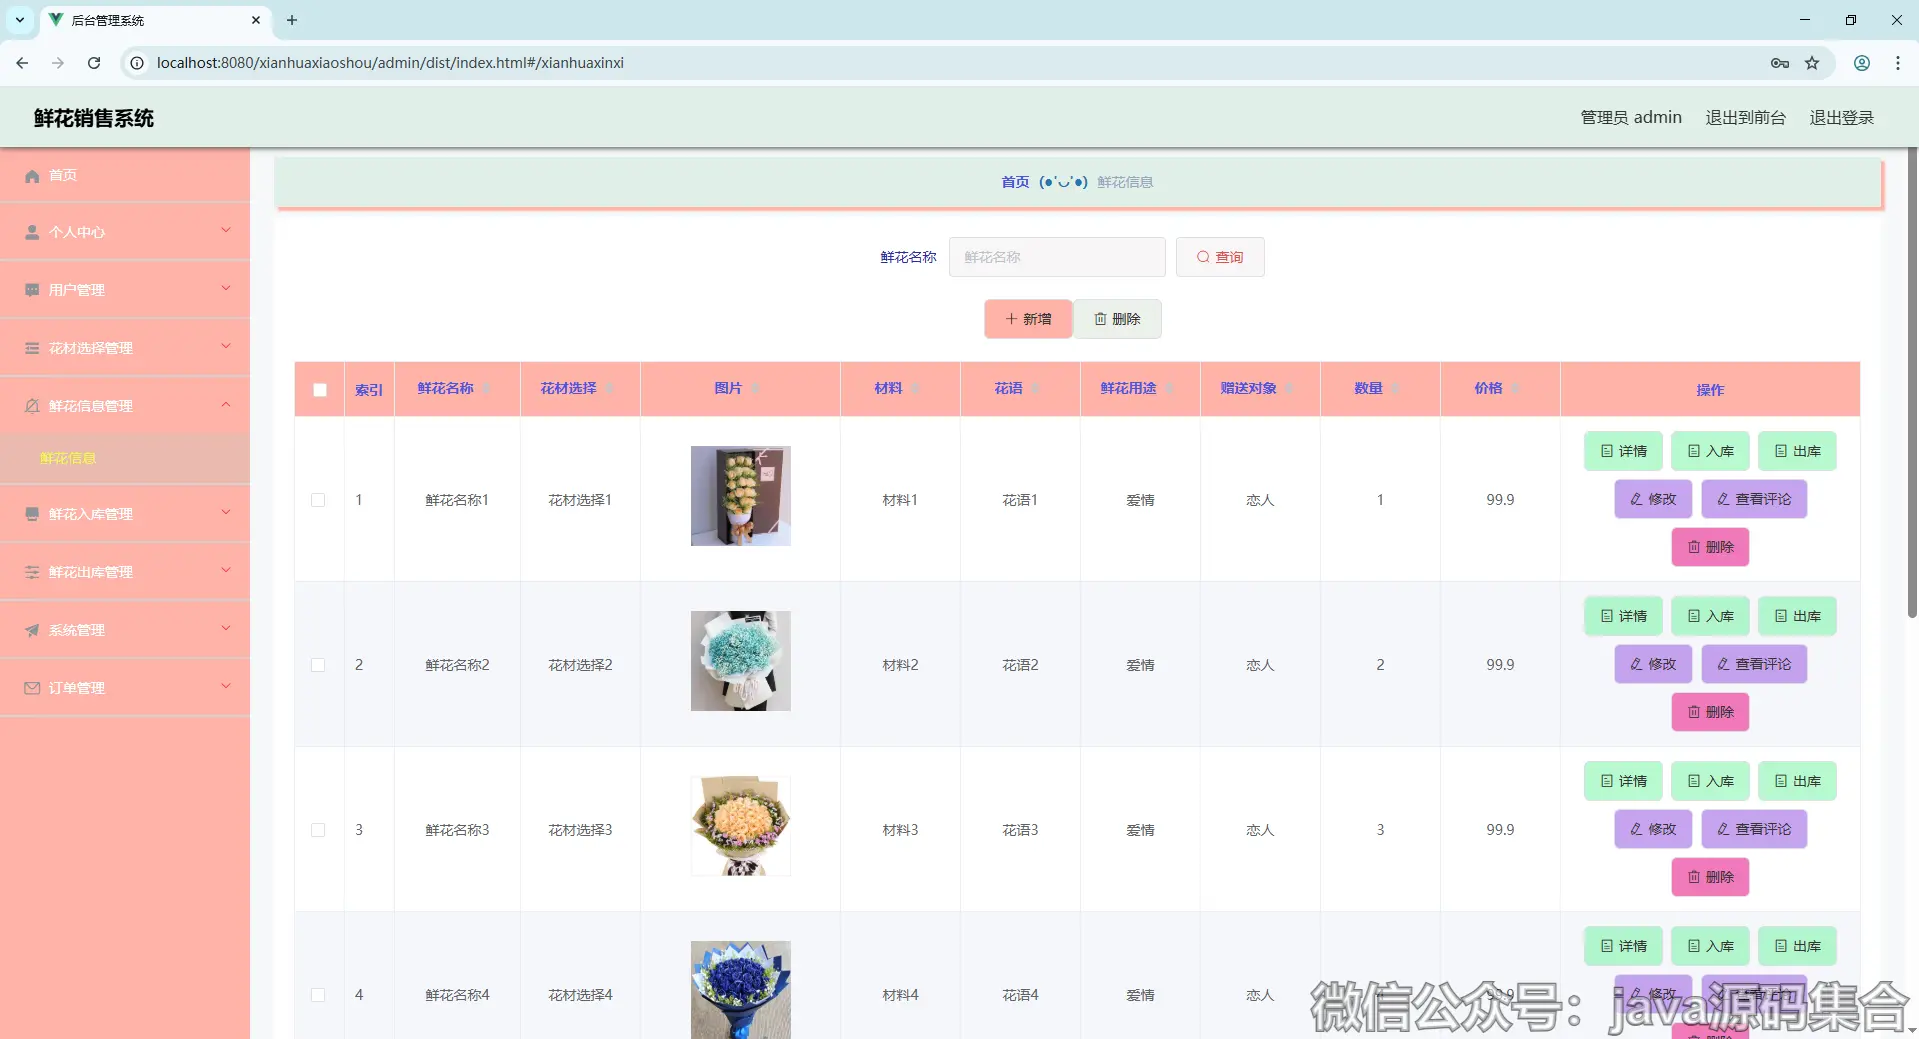 后台管理系统
localhost:8080/xianhuaxiaoshou/admin/dist/index.html#/xianhuaxinxi
鲜花销售系统
管理员 admin 退出到前台 退出登录
首页
个人中心
用户管理
花材选择管理
鲜花信息管理
鲜花信息
鲜花入库管理
鲜花出库管理
系统管理
订单管理
首页 (●'◡'●) 鲜花信息
鲜花名称 鲜花名称 查询
新增 删除
索引 鲜花名称 花材选择 图片 材料 花语 鲜花用途 赠送对象 数量 价格 操作
1 鲜花名称1 花材选择1 材料1 花语1 爱情 恋人 1 99.9
详情 入库 出库
修改 查看评论
删除
2 鲜花名称2 花材选择2 材料2 花语2 爱情 恋人 2 99.9
详情 入库 出库
修改 查看评论
删除
3 鲜花名称3 花材选择3 材料3 花语3 爱情 恋人 3 99.9
详情 入库 出库
修改 查看评论
删除
4 鲜花名称4 花材选择4 材料4 花语4 爱情 恋人 99.9
详情 入库 出库
修改
微信公众号：java源码集合